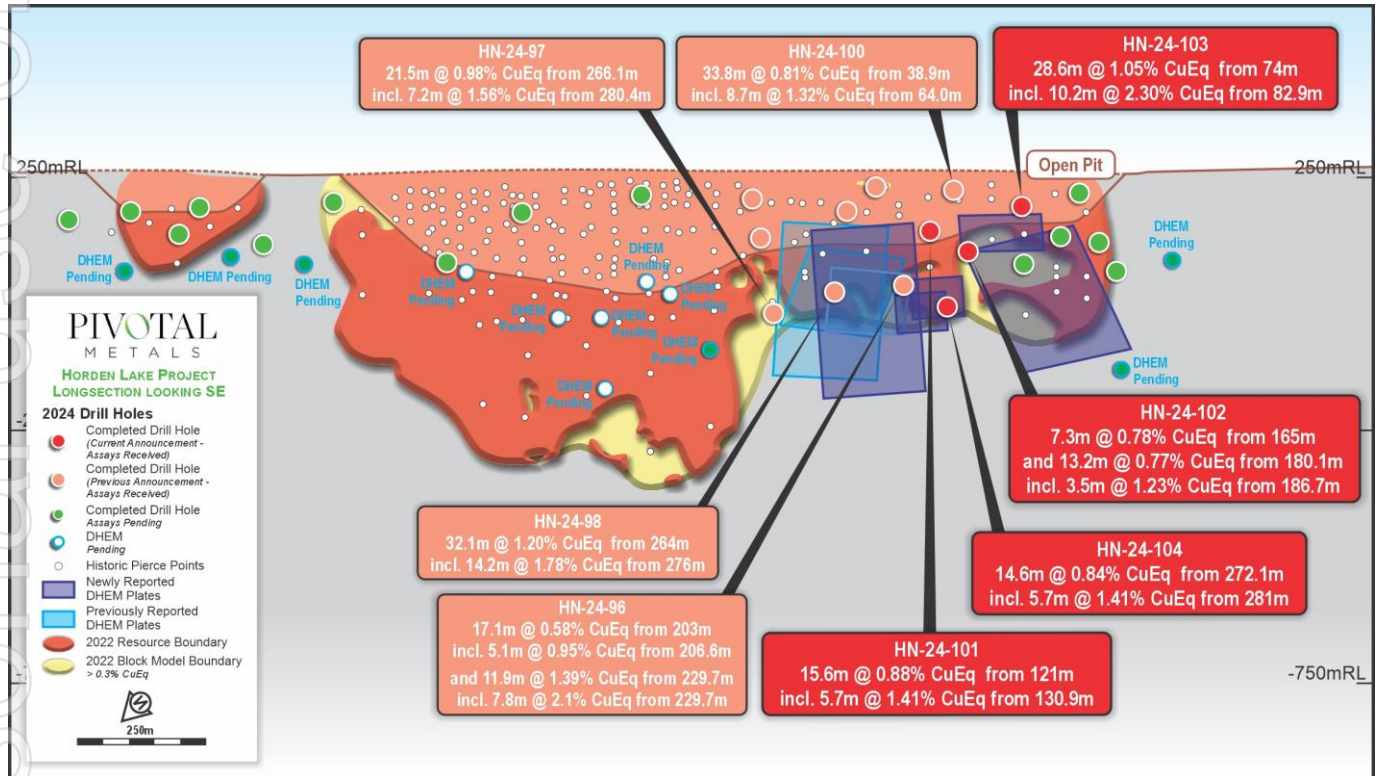 HN-24-97
21.5m @ 0.98% CuEq from 266.1m
incl. 7.2m @ 1.56% CuEq from 280.4m
HN-24-100
33.8m @ 0.81% CuEq from 38.9m
incl. 8.7m @ 1.32% CuEq from 64.0m
HN-24-103
28.6m @ 1.05% CuEq from 74m
incl. 10.2m @ 2.30% CuEq from 82.9m
250mRL
Open Pit
250mRL
DHEM
Pending
DHEM
Pending
DHEM
Pending
DHEM
Pending
DHEM
Pending
DHEM
Pending
DHEM
Pending
DHEM
Pending
DHEM
Pending
DHEM
Pending
DHEM
Pending
PIVOTAL
METALS
HORDEN LAKE PROJECT
LONGSECTION LOOKING SE
2024 Drill Holes
Completed Drill Hole
(Current Announcement -
Assays Received)
Completed Drill Hole
(Previous Announcement -
Assays Received)
Completed Drill Hole
Assays Pending
DHEM
Pending
Historic Pierce Points
Newly Reported
DHEM Plates
Previously Reported
DHEM Plates
2022 Resource Boundary
2022 Block Model Boundary
> 0.3% CuEq
250m
HN-24-102
7.3m @ 0.78% CuEq from 165m
and 13.2m @ 0.77% CuEq from 180.1m
incl. 3.5m @ 1.23% CuEq from 186.7m
HN-24-98
32.1m @ 1.20% CuEq from 264m
incl. 14.2m @ 1.78% CuEq from 276m
HN-24-104
14.6m @ 0.84% CuEq from 272.1m
incl. 5.7m @ 1.41% CuEq from 281m
HN-24-96
17.1m @ 0.58% CuEq from 203m
incl. 5.1m @ 0.95% CuEq from 206.6m
and 11.9m @ 1.39% CuEq from 229.7m
incl. 7.8m @ 2.1% CuEq from 229.7m
HN-24-101
15.6m @ 0.88% CuEq from 121m
incl. 5.7m @ 1.41% CuEq from 130.9m
-750mRL